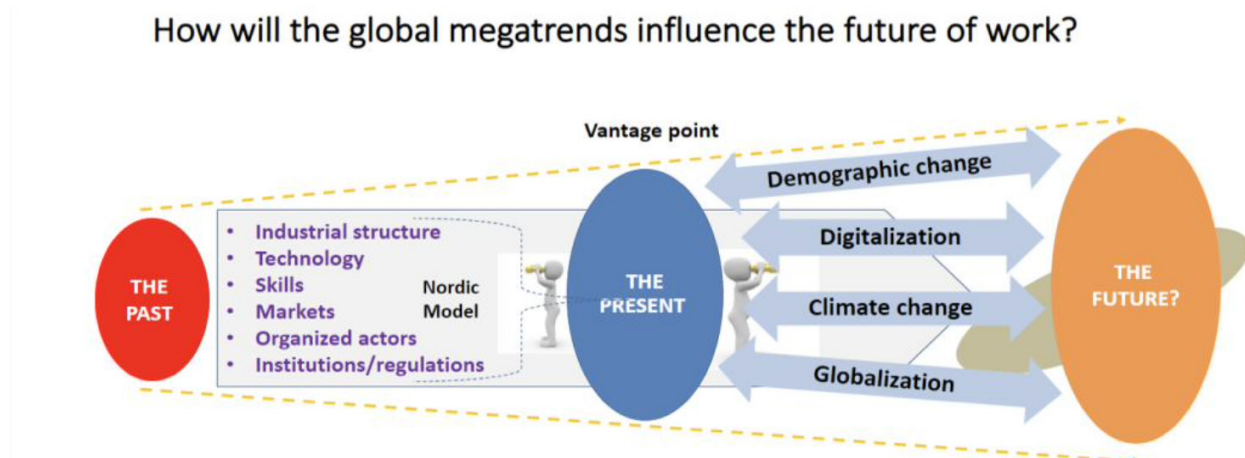 How will the global megatrends influence the future of work?
Vantage point
THE
PAST
• Industrial structure
• Technology
• Skills
• Markets
• Organized actors
• Institutions/regulations
Nordic
Model
THE
PRESENT
Demographic change
Digitalization
Climate change
Globalization
THE
FUTURE?